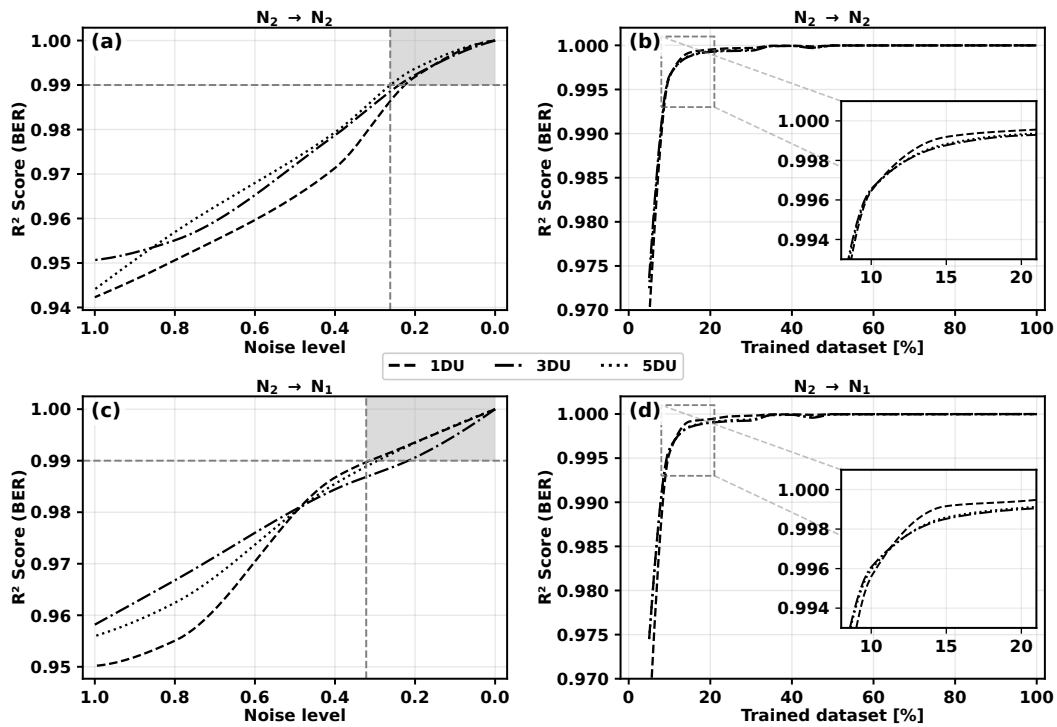 N₂ → N₂
(a)
R² Score (BER)
1.00
0.99
0.98
0.97
0.96
0.95
0.94
1.0 0.8 0.6 0.4 0.2 0.0
Noise level
N₂ → N₂
(b)
R² Score (BER)
1.000
0.995
0.990
0.985
0.980
0.975
0.970
1.000
0.998
0.996
0.994
10 15 20
0 20 40 60 80 100
Trained dataset [%]
1DU 3DU 5DU
N₂ → N₁
(c)
R² Score (BER)
1.00
0.99
0.98
0.97
0.96
0.95
1.0 0.8 0.6 0.4 0.2 0.0
Noise level
N₂ → N₁
(d)
R² Score (BER)
1.000
0.995
0.990
0.985
0.980
0.975
0.970
1.000
0.998
0.996
0.994
10 15 20
0 20 40 60 80 100
Trained dataset [%]